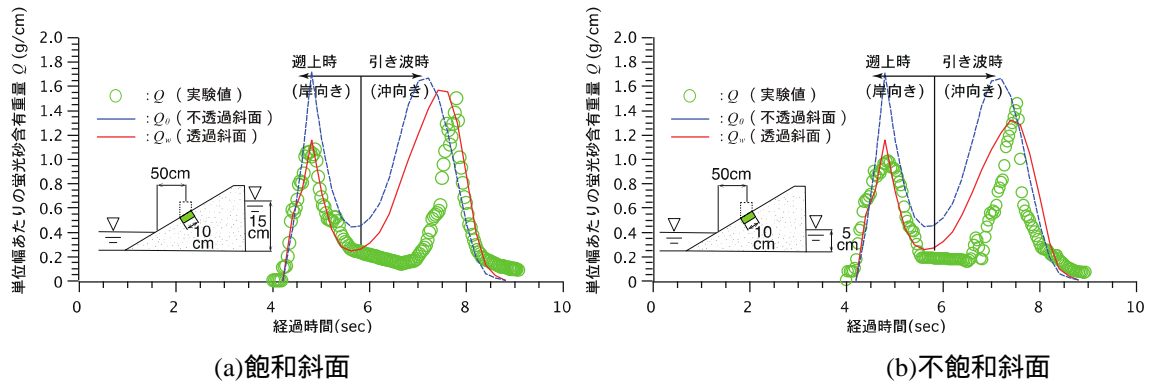 単位幅あたりの蛍光砂含有重量 Q (g/cm)
2.0
1.8
1.6
1.4
1.2
1.0
0.8
0.6
0.4
0.2
0
遡上時
(岸向き)
引き波時
(沖向き)
: Q ( 実験値 )
: Q0 ( 不透過斜面 )
: Qw ( 透過斜面 )
50cm
10
cm
15
cm
0 2 4 6 8 10
経過時間(sec)
(a)飽和斜面
単位幅あたりの蛍光砂含有重量 Q (g/cm)
2.0
1.8
1.6
1.4
1.2
1.0
0.8
0.6
0.4
0.2
0
遡上時
(岸向き)
引き波時
(沖向き)
: Q ( 実験値 )
: Q0 ( 不透過斜面 )
: Qw ( 透過斜面 )
50cm
10
cm
5
cm
0 2 4 6 8 10
経過時間(sec)
(b)不飽和斜面